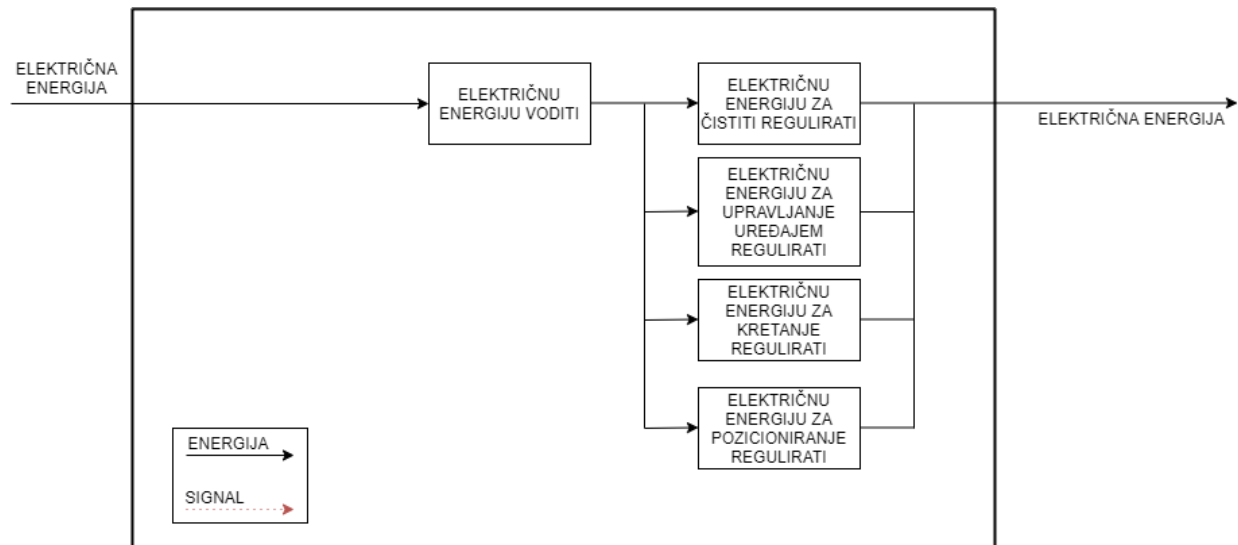 ELEKTRIČNA
ENERGIJA
ELEKTRIČNU
ENERGIJU VODITI
ELEKTRIČNU
ENERGIJU ZA
ČISTITI REGULIRATI
ELEKTRIČNA ENERGIJA
ELEKTRIČNU
ENERGIJU ZA
UPRAVLJANJE
UREĐAJEM
REGULIRATI
ELEKTRIČNU
ENERGIJU ZA
KRETANJE
REGULIRATI
ELEKTRIČNU
ENERGIJU ZA
POZICIONIRANJE
REGULIRATI
ENERGIJA
SIGNAL